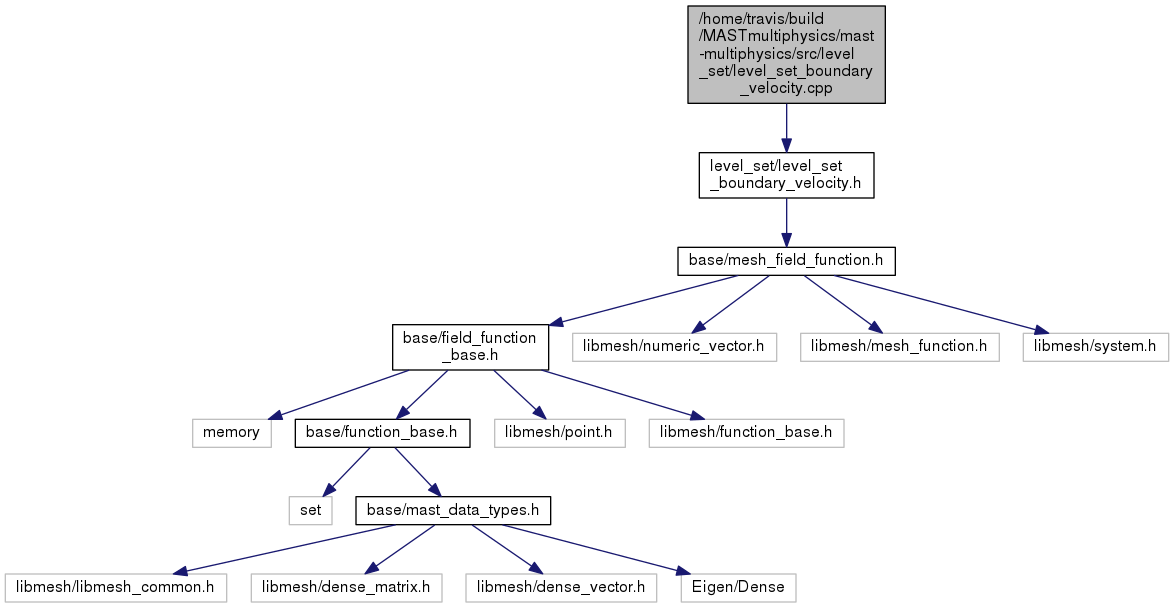 /home/travis/build
/MASTmultiphysics/mast
-multiphysics/src/level
_set/level_set_boundary
_velocity.cpp
level_set/level_set
_boundary_velocity.h
base/mesh_field_function.h
base/field_function
_base.h
libmesh/numeric_vector.h
libmesh/mesh_function.h
libmesh/system.h
memory
base/function_base.h
libmesh/point.h
libmesh/function_base.h
set
base/mast_data_types.h
libmesh/libmesh_common.h
libmesh/dense_matrix.h
libmesh/dense_vector.h
Eigen/Dense